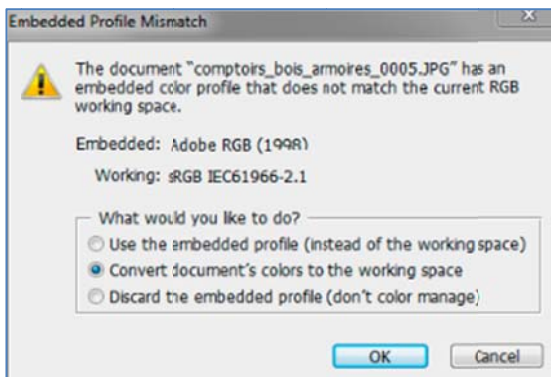 Embedded Profile Mismatch
The document "comptoirs_bois_armoires_0005.JPG" has an
embedded color profile that does not match the current RGB
working space.
Embedded: Adobe RGB (1998)
Working: sRGB IEC61966-2.1
What would you like to do?
Use the embedded profile (instead of the working space)
Convert document's colors to the working space
Discard the embedded profile (don't color manage)
OK Cancel